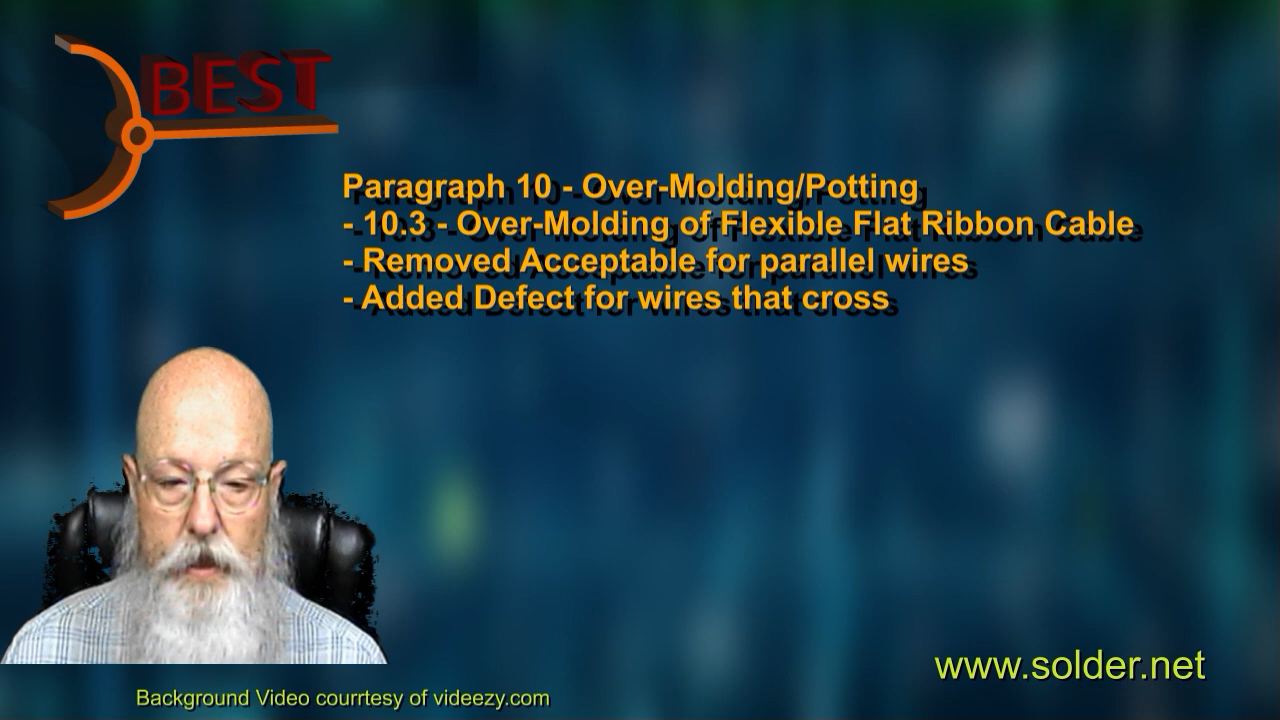 BEST
Paragraph 10 - Over-Molding/Potting
- 10.3 - Over-Molding of Flexible Flat Ribbon Cable
- Removed Acceptable for parallel wires
- Added Defect for wires that cross
www.solder.net
Background Video courrtesy of videezy.com